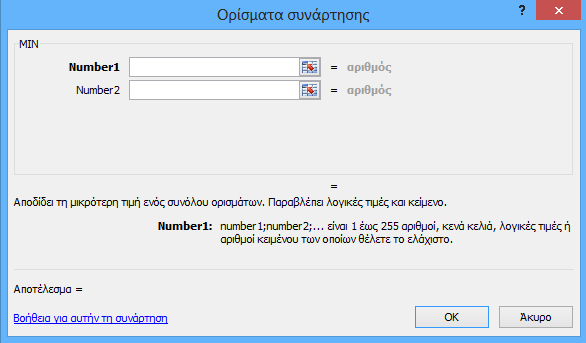 Ορίσματα συνάρτησης
? ×
MIN
Number1 = αριθμός
Number2 = αριθμός
=
Αποδίδει τη μικρότερη τιμή ενός συνόλου ορισμάτων. Παραβλέπει λογικές τιμές και κείμενο.
Number1: number1;number2;... είναι 1 έως 255 αριθμοί, κενά κελιά, λογικές τιμές ή
αριθμοί κειμένου των οποίων θέλετε το ελάχιστο.
Αποτέλεσμα =
Βοήθεια για αυτήν τη συνάρτηση
OK
Άκυρο